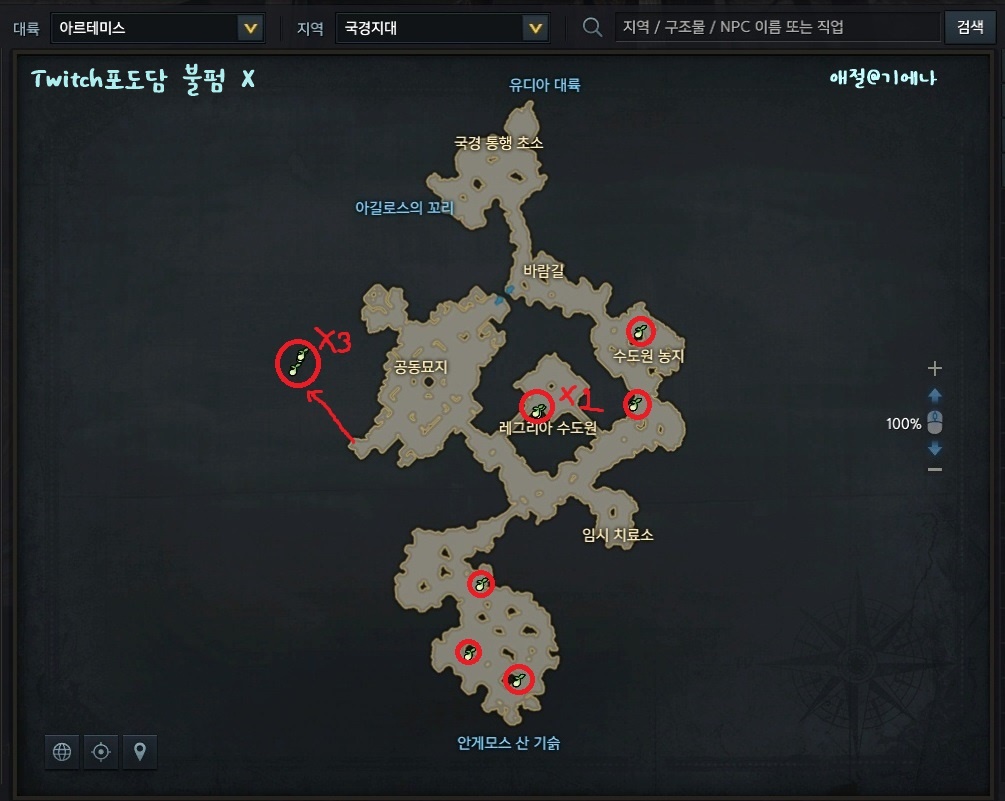 대륙 아르테미스 지역 국경지대 지역 / 구조물 / NPC 이름 또는 직업 검색
Twitch포도담 불펌 X 애절@기에나
유디아 대륙
국경 통행 초소
아길로스의 꼬리
바람길
X3
수도원 농지
공동묘지
X1
레그리아 수도원
100%
임시 치료소
안게모스 산 기슭